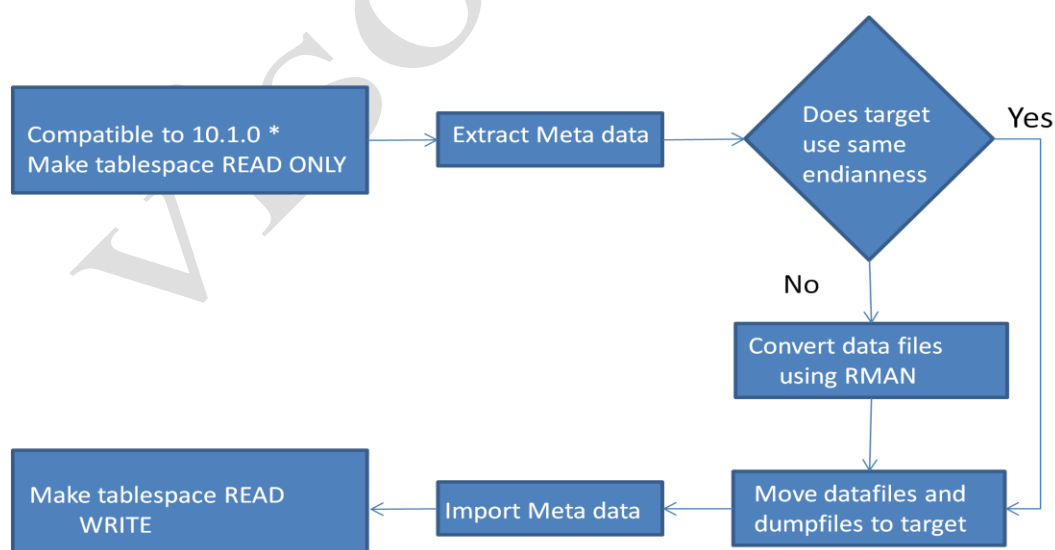 Compatible to 10.1.0 *
Make tablespace READ ONLY
Extract Meta data
Does target
use same
endianness
Yes
No
Convert data files
using RMAN
Move datafiles and
dumpfiles to target
Import Meta data
Make tablespace READ
WRITE